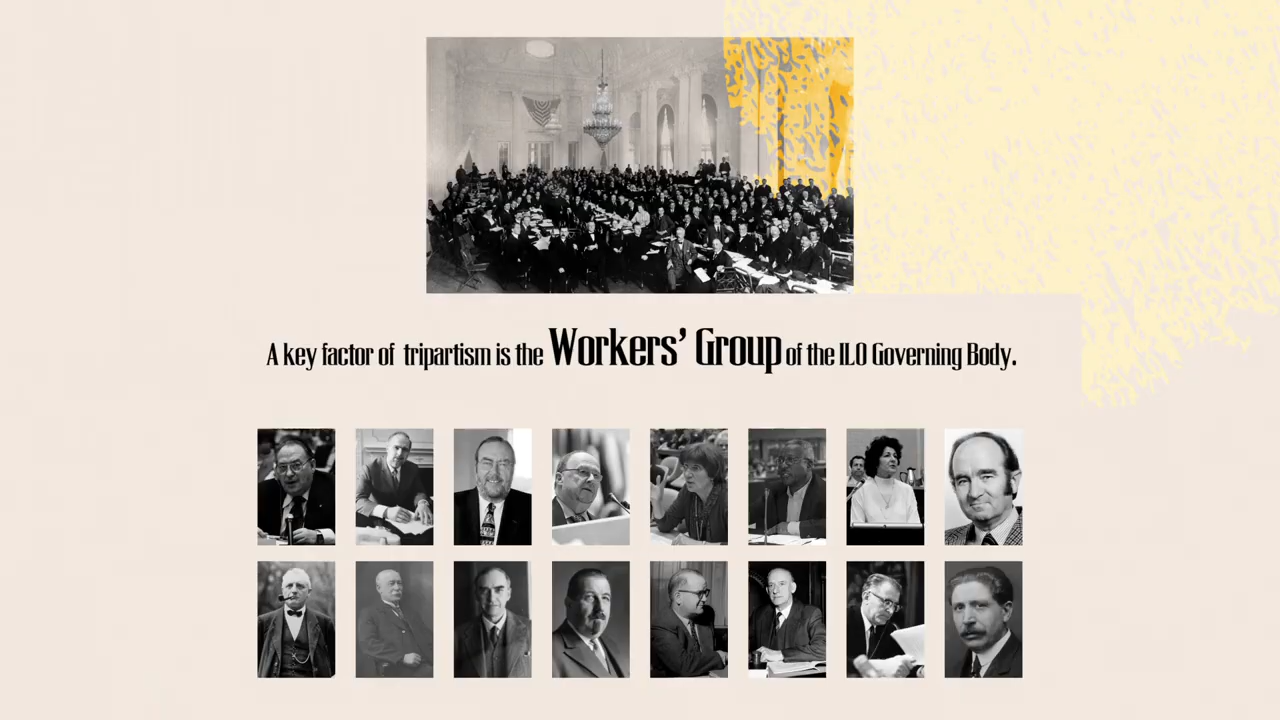 A key factor of tripartism is the Workers' Group of the ILO Governing Body.